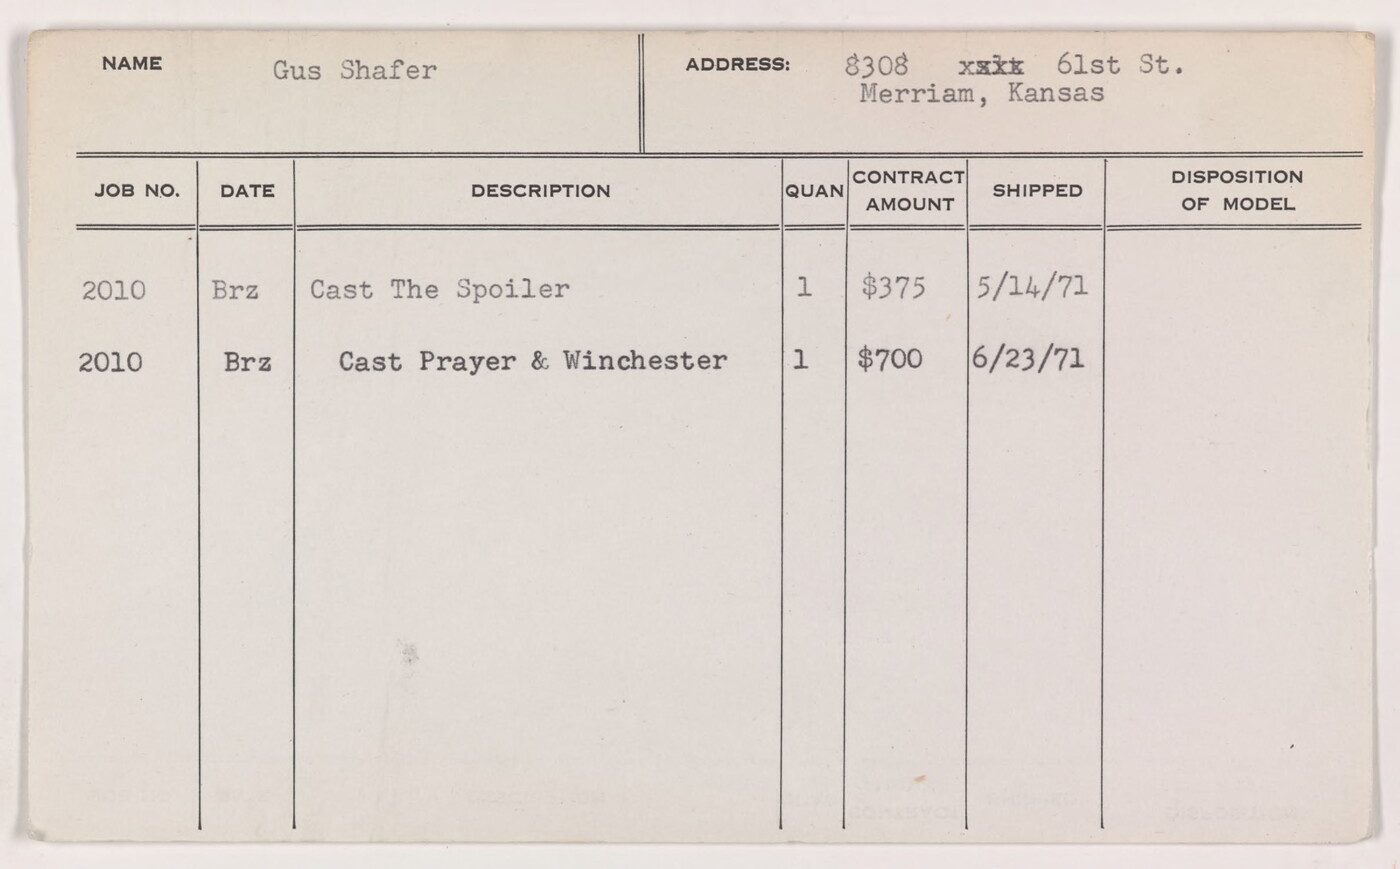 NAME Gus Shafer ADDRESS: 8308 61st St.
Merriam, Kansas
JOB NO. DATE DESCRIPTION QUAN CONTRACT AMOUNT SHIPPED DISPOSITION OF MODEL
2010 Brz Cast The Spoiler 1 $375 5/14/71
2010 Brz Cast Prayer & Winchester 1 $700 6/23/71